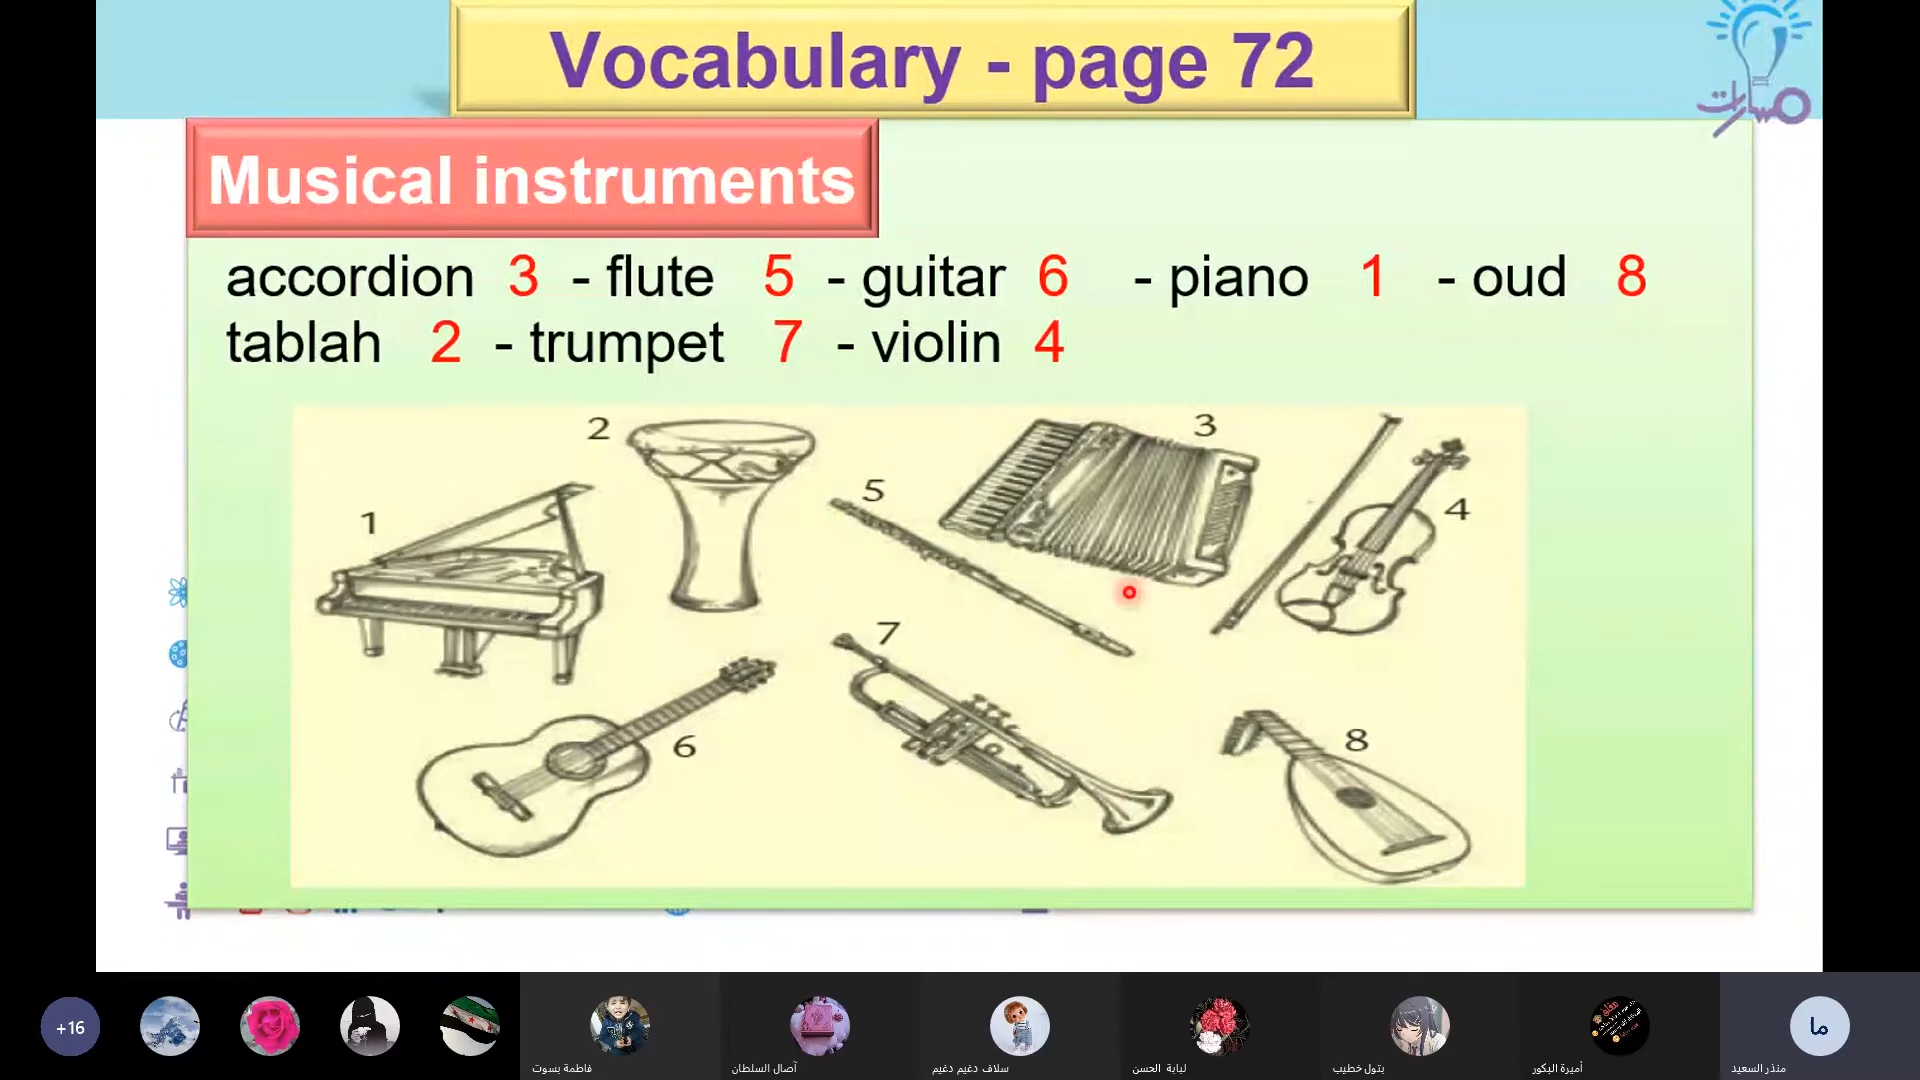 Vocabulary - page 72
مسارات
Musical instruments
accordion 3 - flute 5 - guitar 6 - piano 1 - oud 8
tablah 2 - trumpet 7 - violin 4
2
3
5
4
1
7
6
8
+16
ما
فاطمة بسوت
آصال السلطان
سلاف دغيم دغيم
لبابة الحسن
بتول خطيب
أميرة البكور
منذر السعيد